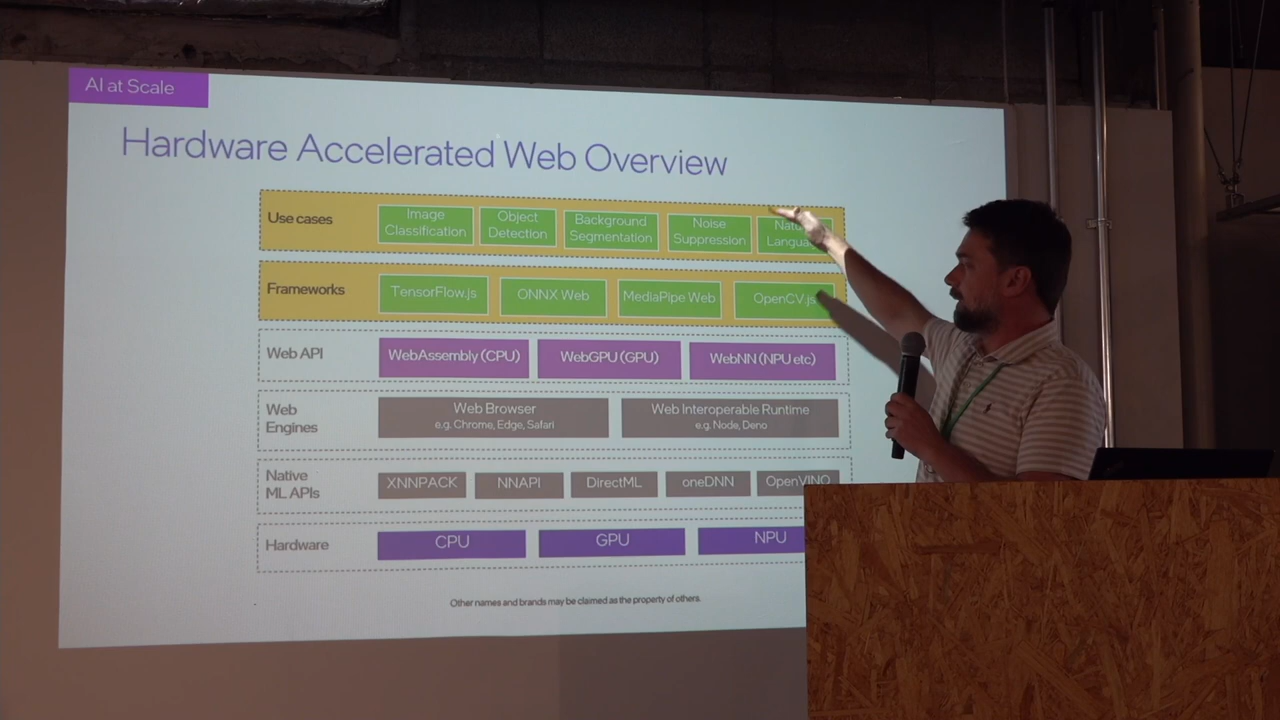 AI at Scale
Hardware Accelerated Web Overview
Use cases
Image
Classification
Object
Detection
Background
Segmentation
Noise
Suppression
Frameworks
TensorFlow.js
ONNX Web
MediaPipe Web
OpenCV.js
Web API
WebAssembly (CPU)
WebGPU (GPU)
WebNN (NPU etc)
Web
Engines
Web Browser
e.g. Chrome, Edge, Safari
Web Interoperable Runtime
e.g. Node, Deno
Native
ML APIs
XNNPACK
NNAPI
DirectML
oneDNN
OpenVINO
Hardware
CPU
GPU
NPU
Other names and brands may be claimed as the property of others.